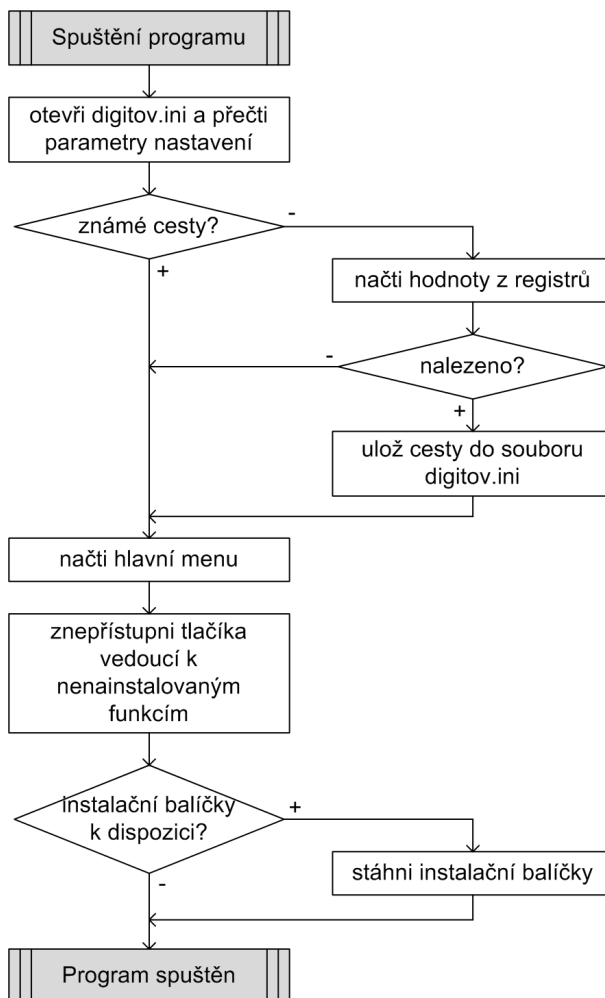 Spuštění programu
otevři digitov.ini a přečti
parametry nastavení
známé cesty?
-
+
načti hodnoty z registrů
nalezeno?
-
+
ulož cesty do souboru
digitov.ini
načti hlavní menu
znepřístupni tlačíka
vedoucí k
nenainstalovaným
funkcím
instalační balíčky
k dispozici?
+
-
stáhni instalační balíčky
Program spuštěn